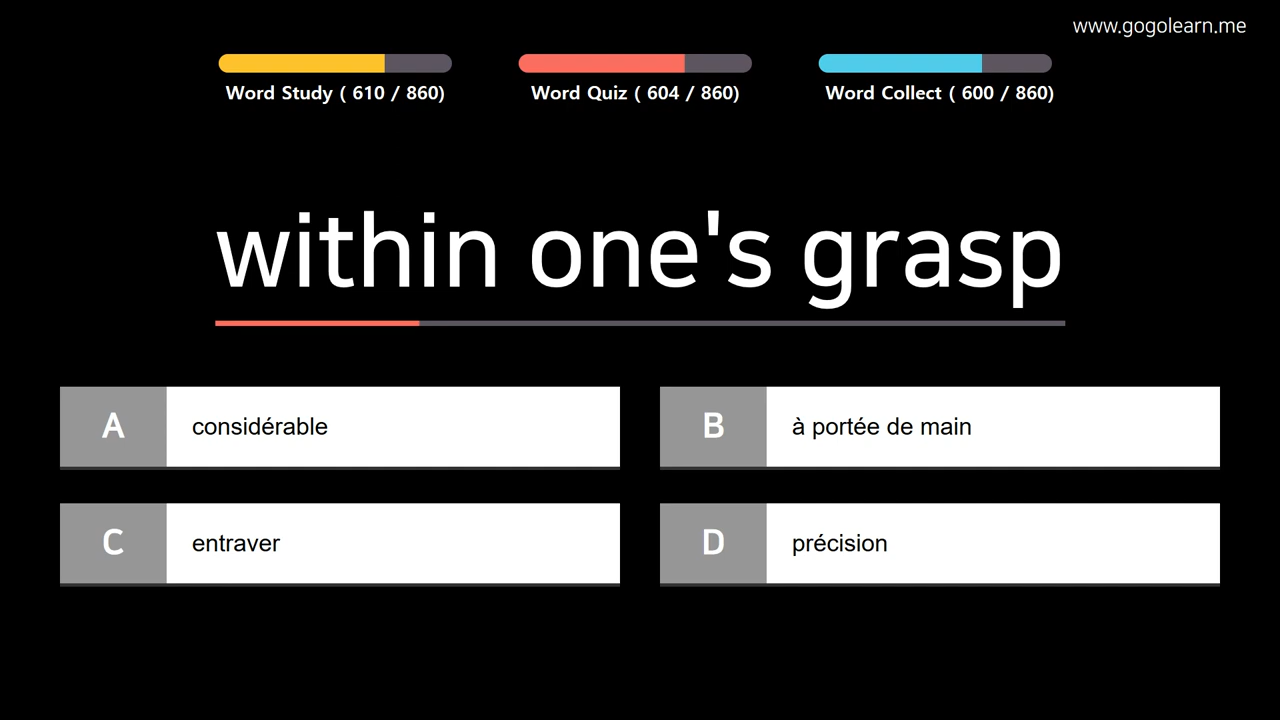 www.gogolearn.me
Word Study ( 610 / 860)
Word Quiz ( 604 / 860)
Word Collect ( 600 / 860)
within one's grasp
A considérable
B à portée de main
C entraver
D précision